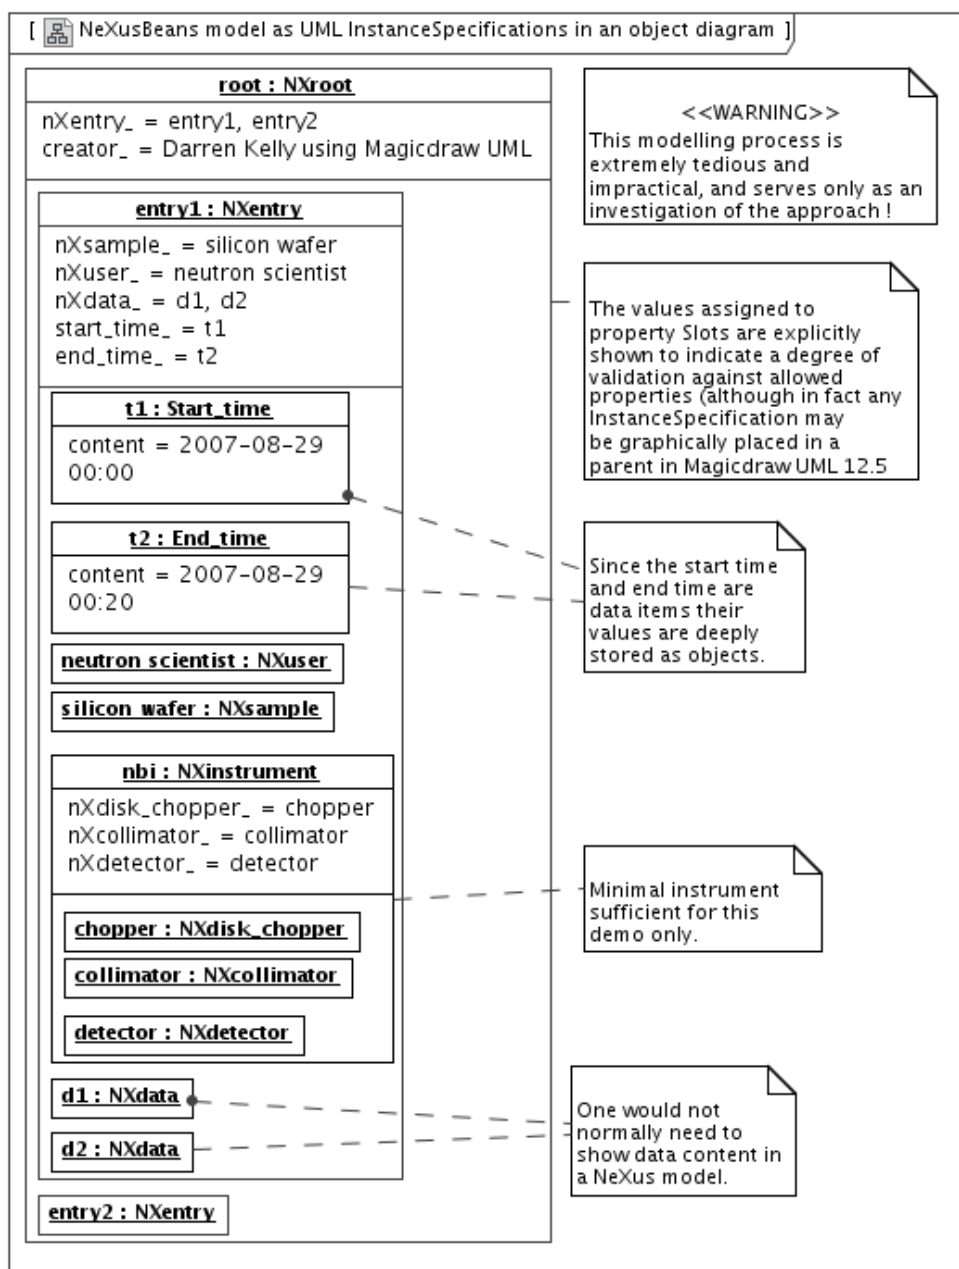 [ NeXusBeans model as UML InstanceSpecifications in an object diagram ]
root : NXroot
nXentry_ = entry1, entry2
creator_ = Darren Kelly using Magicdraw UML
entry1 : NXentry
nXsample_ = silicon wafer
nXuser_ = neutron scientist
nXdata_ = d1, d2
start_time_ = t1
end_time_ = t2
t1 : Start_time
content = 2007-08-29
00:00
t2 : End_time
content = 2007-08-29
00:20
neutron scientist : NXuser
silicon wafer : NXsample
nbi : NXinstrument
nXdisk_chopper_ = chopper
nXcollimator_ = collimator
nXdetector_ = detector
chopper : NXdisk_chopper
collimator : NXcollimator
detector : NXdetector
d1 : NXdata
d2 : NXdata
entry2 : NXentry
<<WARNING>>
This modelling process is
extremely tedious and
impractical, and serves only as an
investigation of the approach !
The values assigned to
property Slots are explicitly
shown to indicate a degree of
validation against allowed
properties (although in fact any
InstanceSpecification may
be graphically placed in a
parent in Magicdraw UML 12.5
Since the start time
and end time are
data items their
values are deeply
stored as objects.
Minimal instrument
sufficient for this
demo only.
One would not
normally need to
show data content in
a NeXus model.